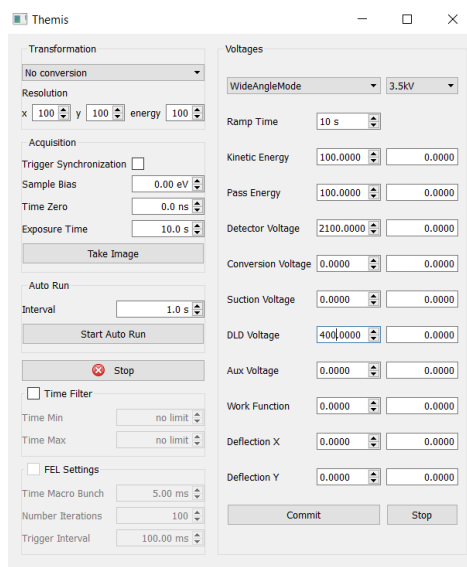 Themis
Transformation
No conversion
Resolution
x 100 y 100 energy 100
Acquisition
Trigger Synchronization
Sample Bias 0.00 eV
Time Zero 0.0 ns
Exposure Time 10.0 s
Take Image
Auto Run
Interval 1.0 s
Start Auto Run
Stop
Time Filter
Time Min no limit
Time Max no limit
FEL Settings
Time Macro Bunch 5.00 ms
Number Iterations 100
Trigger Interval 100.00 ms
Voltages
WideAngleMode 3.5kV
Ramp Time 10 s
Kinetic Energy 100.0000 0.0000
Pass Energy 100.0000 0.0000
Detector Voltage 2100.0000 0.0000
Conversion Voltage 0.0000 0.0000
Suction Voltage 0.0000 0.0000
DLD Voltage 400.0000 0.0000
Aux Voltage 0.0000 0.0000
Work Function 0.0000 0.0000
Deflection X 0.0000 0.0000
Deflection Y 0.0000 0.0000
Commit Stop